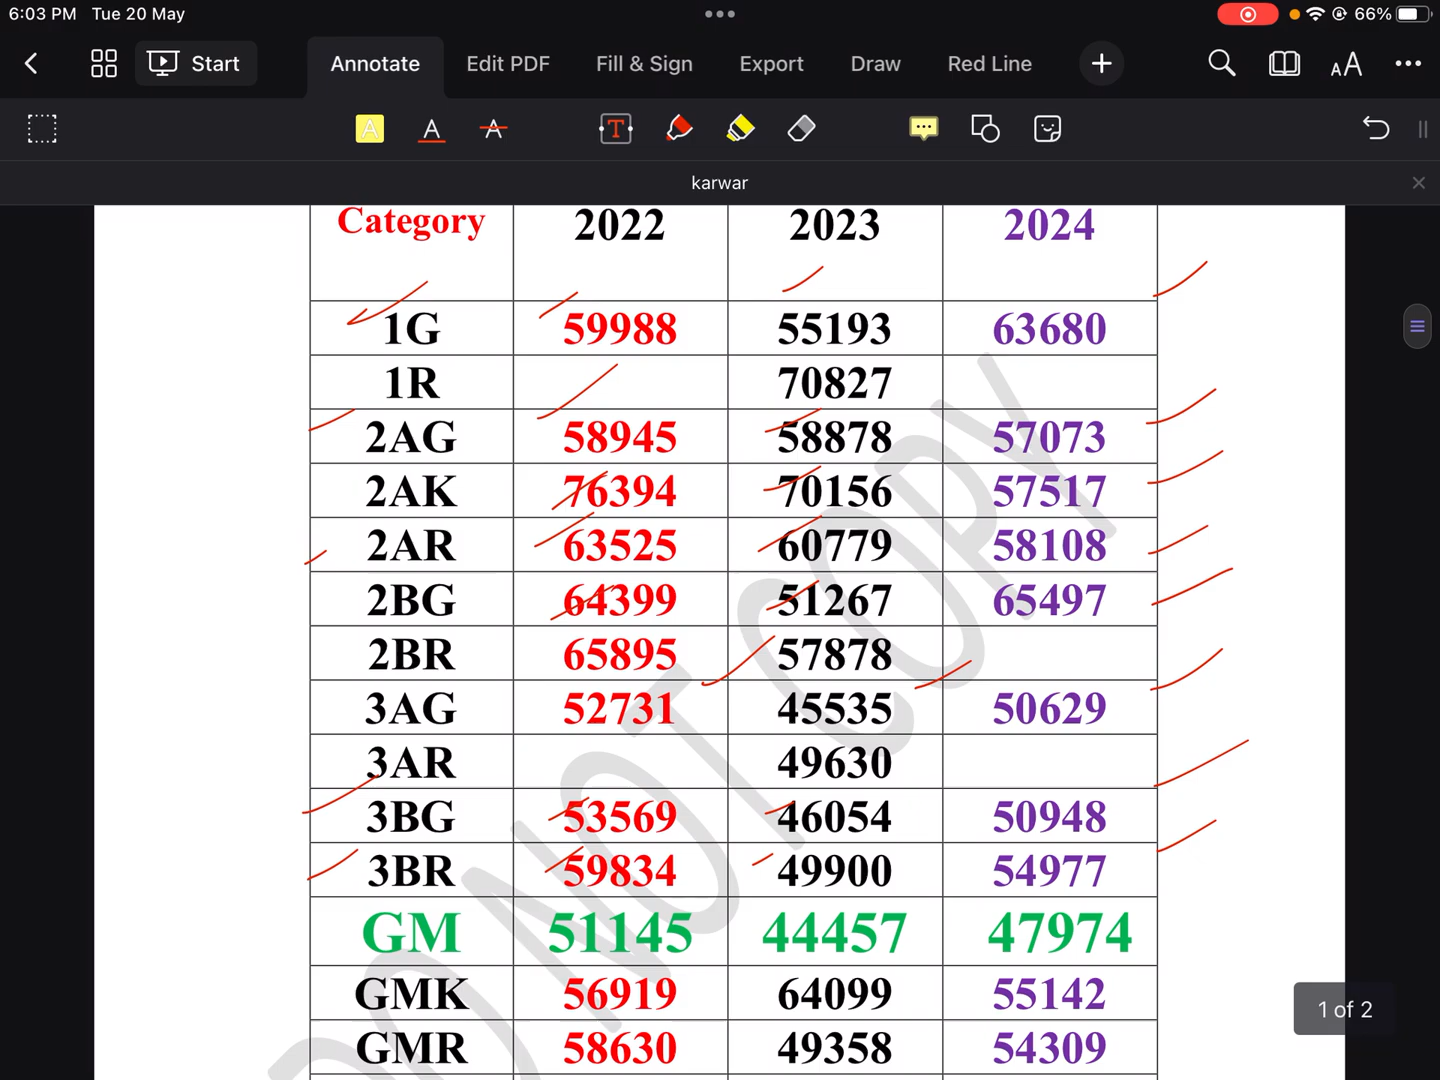 6:03 PM Tue 20 May
66%
Start
Annotate
Edit PDF
Fill & Sign
Export
Draw
Red Line
karwar
Category 2022 2023 2024
1G 59988 55193 63680
1R 70827
2AG 58945 58878 57073
2AK 76394 70156 57517
2AR 63525 60779 58108
2BG 64399 51267 65497
2BR 65895 57878
3AG 52731 45535 50629
3AR 49630
3BG 53569 46054 50948
3BR 59834 49900 54977
GM 51145 44457 47974
GMK 56919 64099 55142
GMR 58630 49358 54309
DO NOT COPY
1 of 2